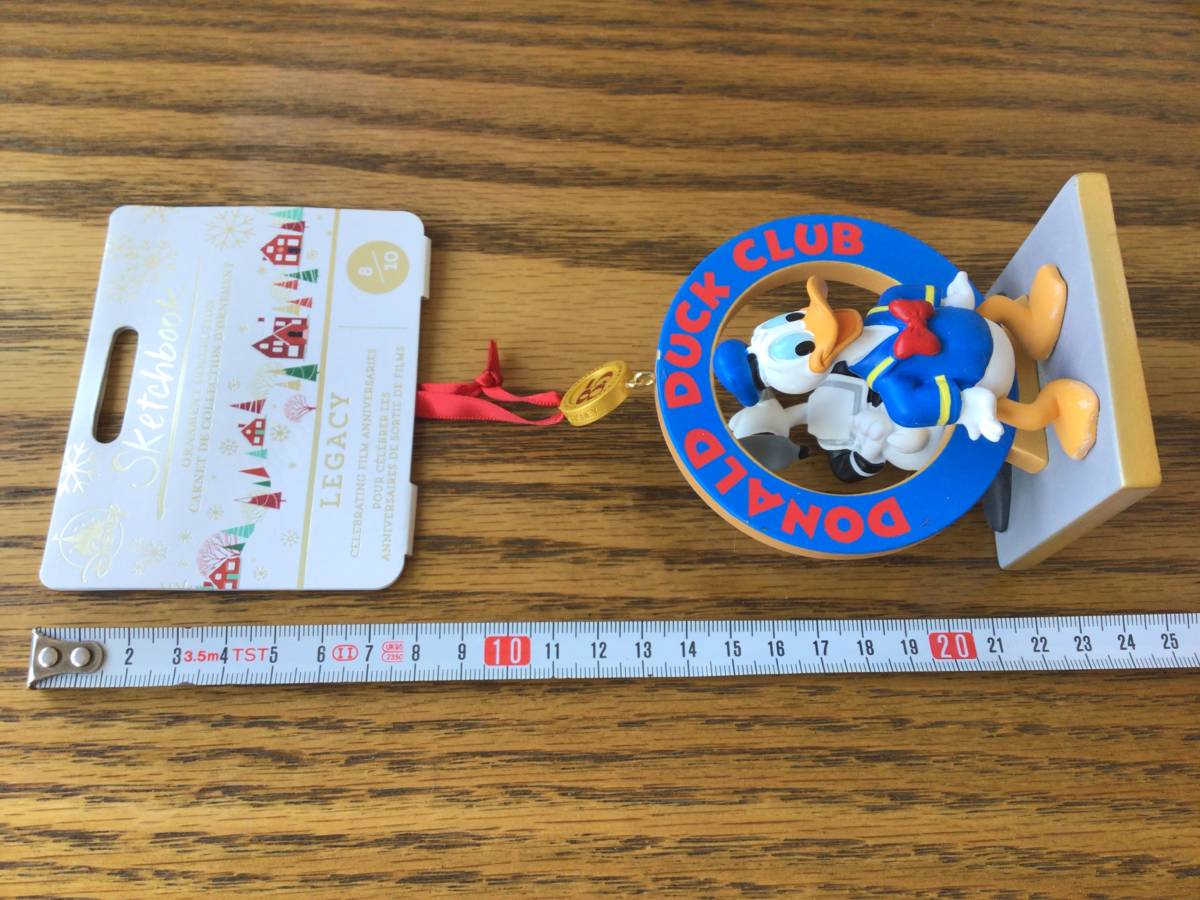 Disney
Sketchbook
ORNAMENT COLLECTION
CARNET DE COLLECTION D'ORNEMENT
LEGACY
8/10
CELEBRATING FILM ANNIVERSARIES
POUR CÉLÉBRER LES
ANNIVERSAIRES DE SORTIE DE FILMS
DONALD DUCK CLUB
2 3 3.5m 4 TST 5 6 II 7 8 9 10 11 12 13 14 15 16 17 18 19 20 21 22 23 24 25